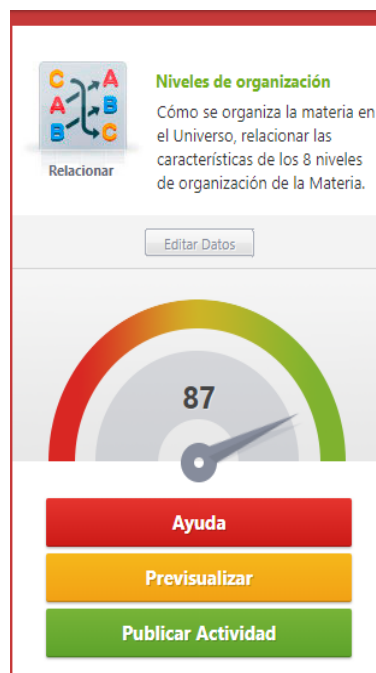 C A
A B
B C
Relacionar
Niveles de organización
Cómo se organiza la materia en
el Universo, relacionar las
características de los 8 niveles
de organización de la Materia.
Editar Datos
87
Ayuda
Previsualizar
Publicar Actividad